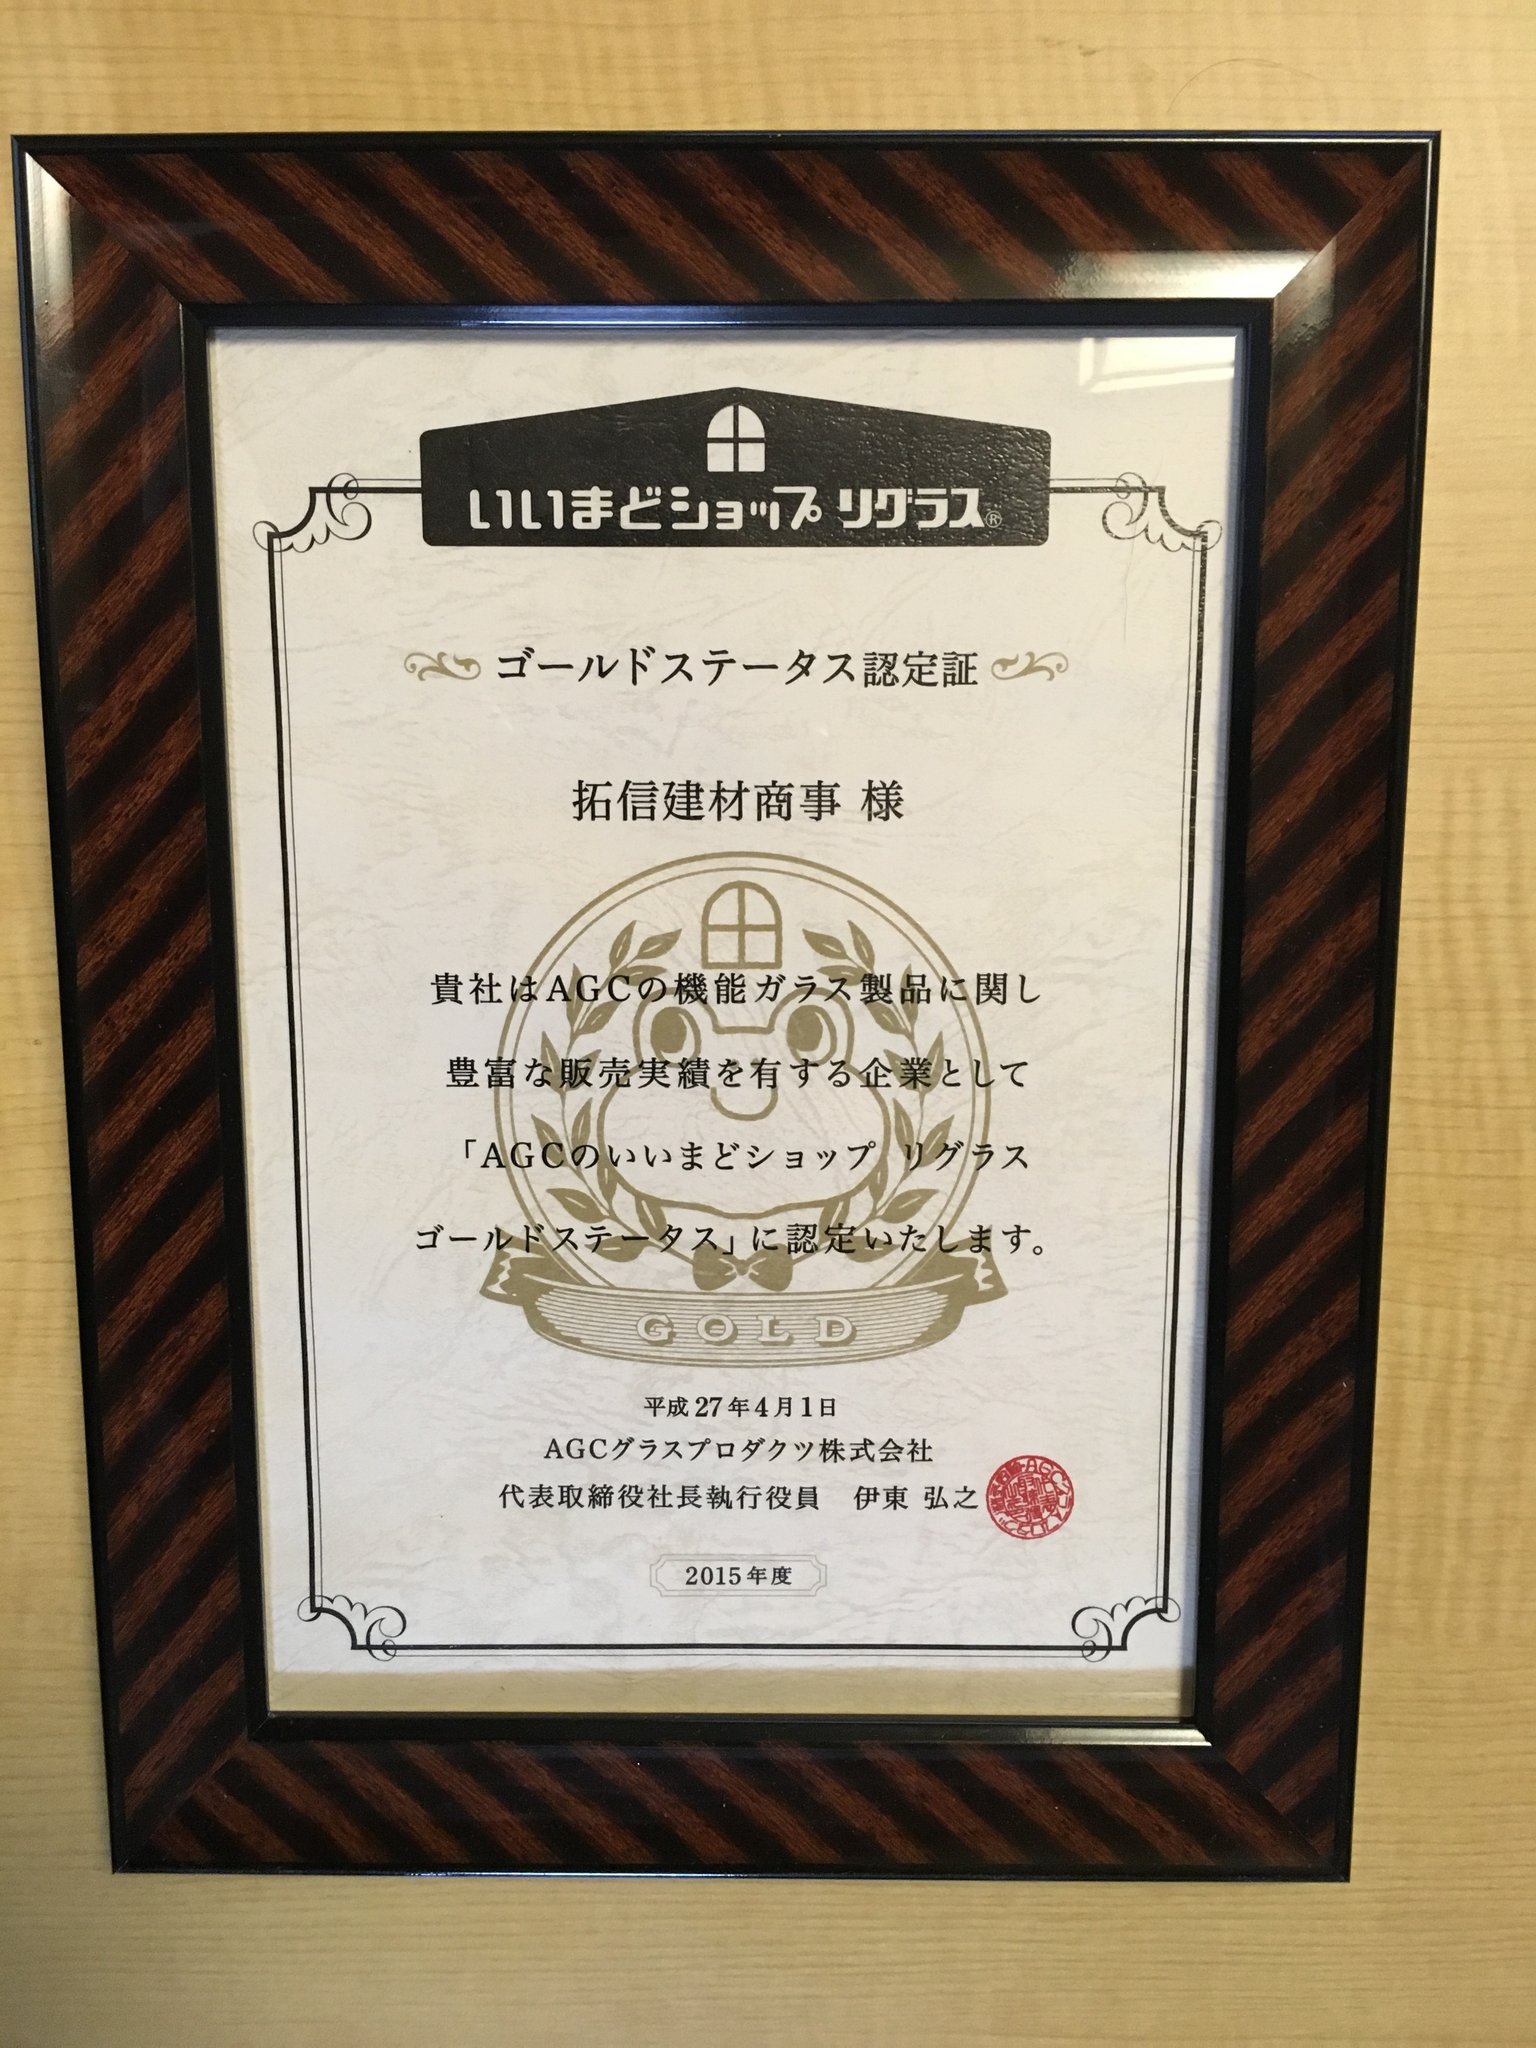 いいまどショップ リグラス®
ゴールドステータス認定証
拓信建材商事 様
貴社はAGCの機能ガラス製品に関し
豊富な販売実績を有する企業として
「AGCのいいまどショップ リグラス
ゴールドステータス」に認定いたします。
GOLD
平成27年4月1日
AGCグラスプロダクツ株式会社
代表取締役社長執行役員 伊東 弘之
2015年度